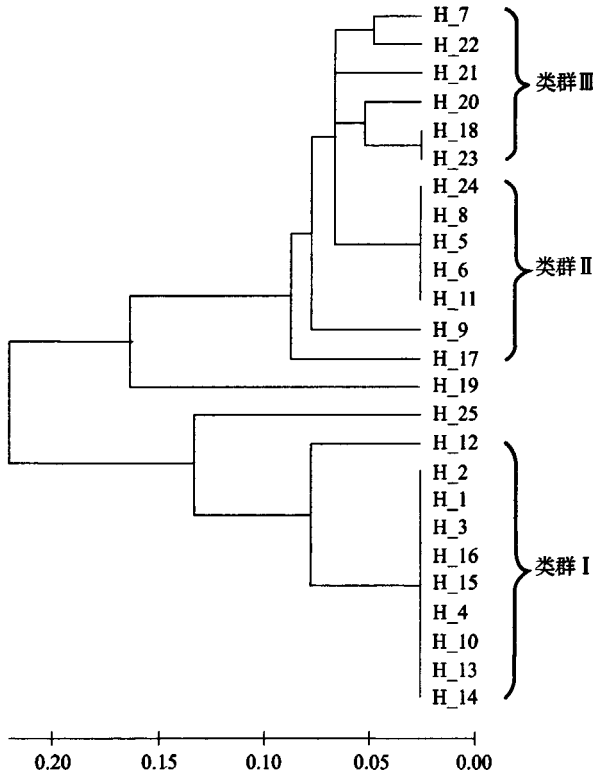 H_7
H_22
H_21
H_20
H_18
H_23
类群Ⅲ
H_24
H_8
H_5
H_6
H_11
H_9
H_17
类群Ⅱ
H_19
H_25
H_12
H_2
H_1
H_3
H_16
H_15
H_4
H_10
H_13
H_14
类群Ⅰ
0.20 0.15 0.10 0.05 0.00